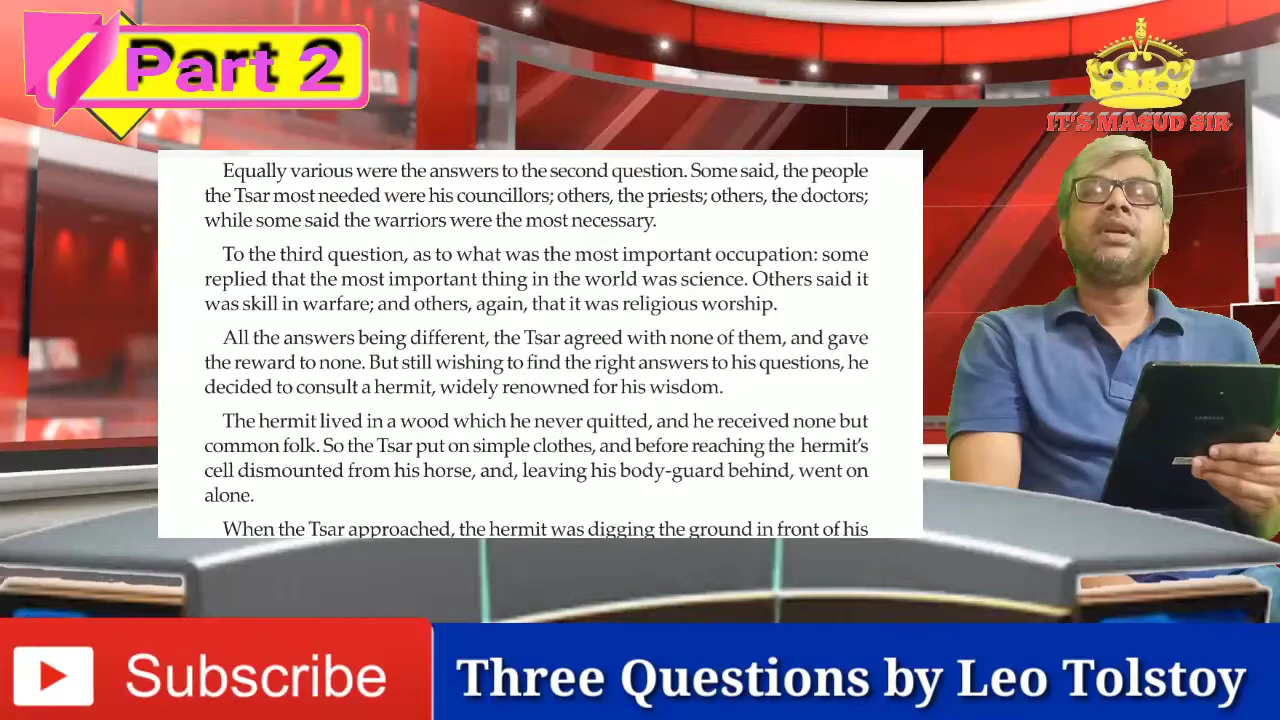 Part 2
IT'S MASUD SIR
Equally various were the answers to the second question. Some said, the people
the Tsar most needed were his councillors; others, the priests; others, the doctors;
while some said the warriors were the most necessary.
To the third question, as to what was the most important occupation: some
replied that the most important thing in the world was science. Others said it
was skill in warfare; and others, again, that it was religious worship.
All the answers being different, the Tsar agreed with none of them, and gave
the reward to none. But still wishing to find the right answers to his questions, he
decided to consult a hermit, widely renowned for his wisdom.
The hermit lived in a wood which he never quitted, and he received none but
common folk. So the Tsar put on simple clothes, and before reaching the hermit's
cell dismounted from his horse, and, leaving his body-guard behind, went on
alone.
When the Tsar approached, the hermit was digging the ground in front of his
SAMSUNG
Subscribe
Three Questions by Leo Tolstoy